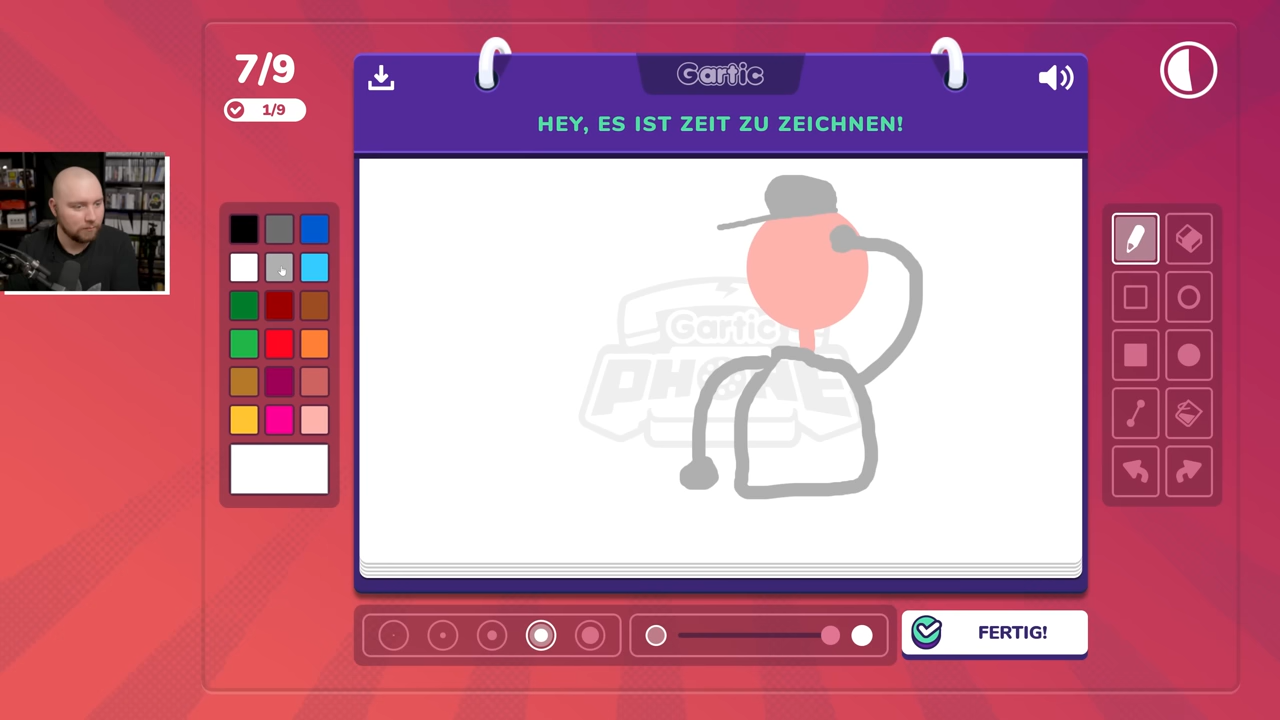 7/9
1/9
Gartic
HEY, ES IST ZEIT ZU ZEICHNEN!
Gartic
PHONE
FERTIG!